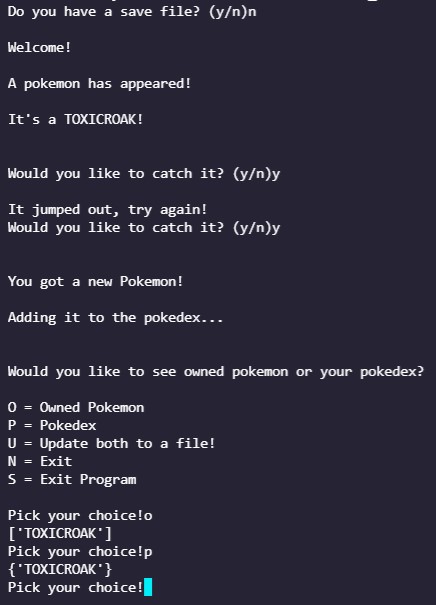 Do you have a save file? (y/n)n
Welcome!
A pokemon has appeared!
It's a TOXICROAK!
Would you like to catch it? (y/n)y
It jumped out, try again!
Would you like to catch it? (y/n)y
You got a new Pokemon!
Adding it to the pokedex...
Would you like to see owned pokemon or your pokedex?
O = Owned Pokemon
P = Pokedex
U = Update both to a file!
N = Exit
S = Exit Program
Pick your choice!o
['TOXICROAK']
Pick your choice!p
{'TOXICROAK'}
Pick your choice!